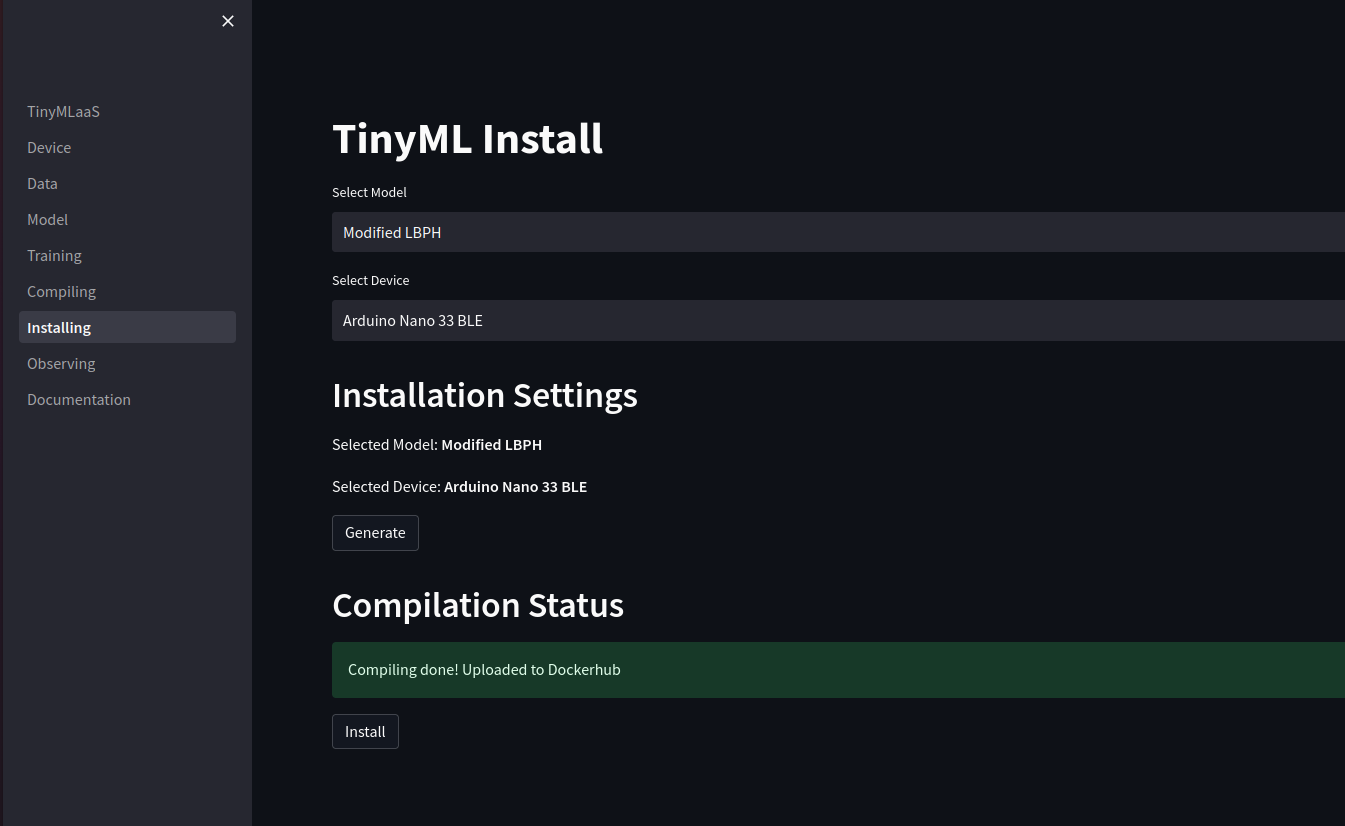 TinyMLaaS
Device
Data
Model
Training
Compiling
Installing
Observing
Documentation
TinyML Install
Select Model
Modified LBPH
Select Device
Arduino Nano 33 BLE
Installation Settings
Selected Model: Modified LBPH
Selected Device: Arduino Nano 33 BLE
Generate
Compilation Status
Compiling done! Uploaded to Dockerhub
Install